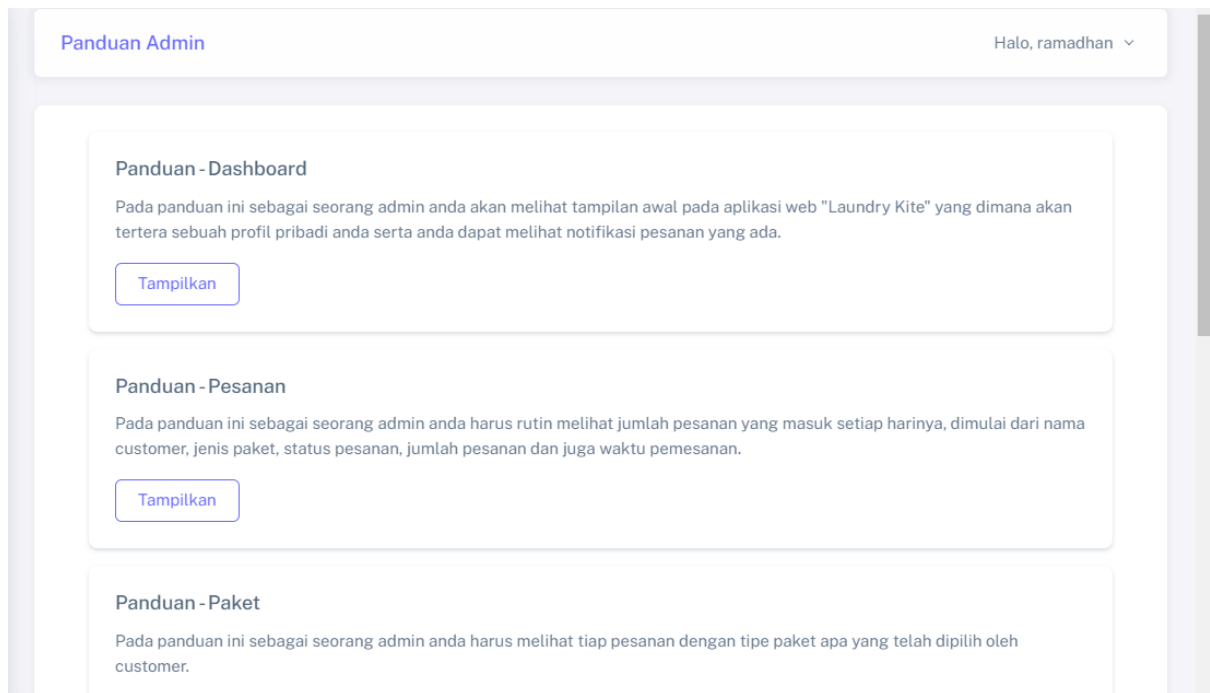 Panduan Admin
Halo, ramadhan
Panduan - Dashboard
Pada panduan ini sebagai seorang admin anda akan melihat tampilan awal pada aplikasi web "Laundry Kite" yang dimana akan
tertera sebuah profil pribadi anda serta anda dapat melihat notifikasi pesanan yang ada.
Tampilkan
Panduan - Pesanan
Pada panduan ini sebagai seorang admin anda harus rutin melihat jumlah pesanan yang masuk setiap harinya, dimulai dari nama
customer, jenis paket, status pesanan, jumlah pesanan dan juga waktu pemesanan.
Tampilkan
Panduan - Paket
Pada panduan ini sebagai seorang admin anda harus melihat tiap pesanan dengan tipe paket apa yang telah dipilih oleh
customer.